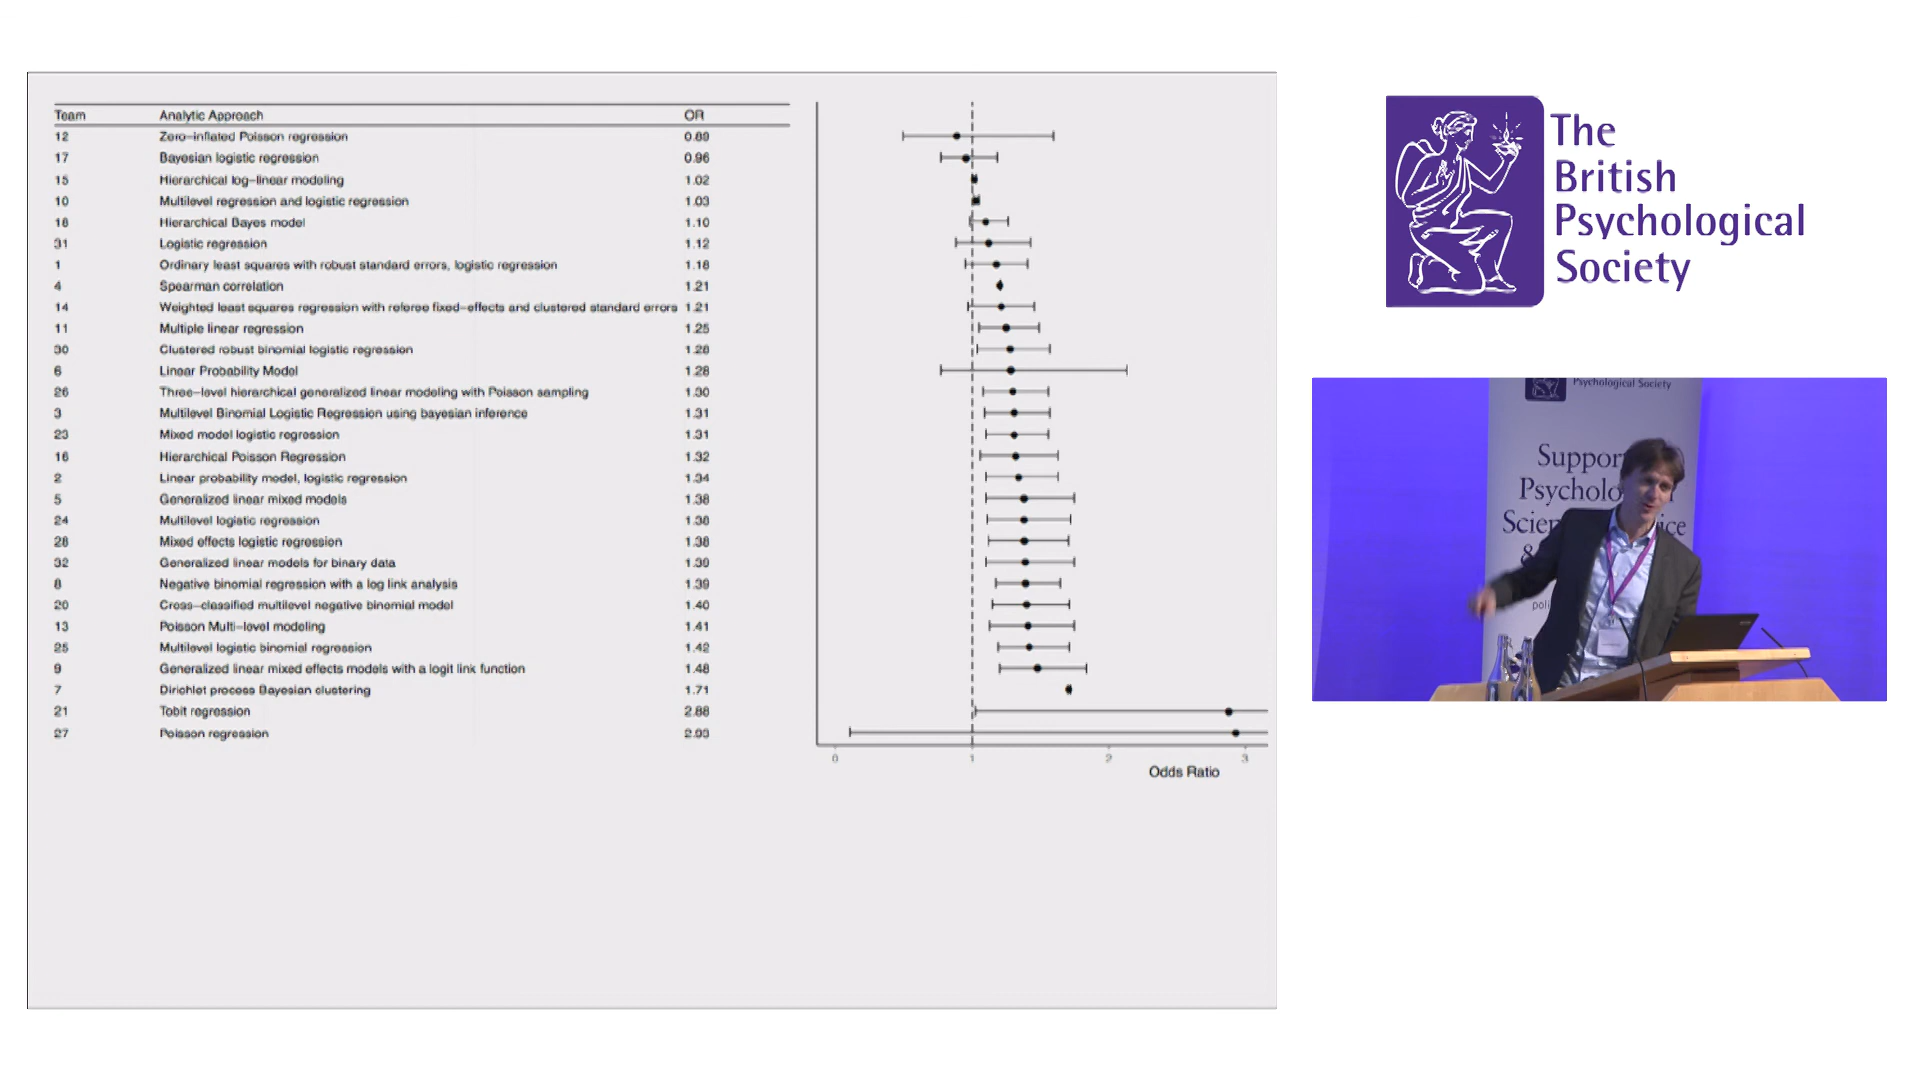 Team Analytic Approach OR
12 Zero-inflated Poisson regression 0.89
17 Bayesian logistic regression 0.96
15 Hierarchical log-linear modeling 1.02
10 Multilevel regression and logistic regression 1.03
18 Hierarchical Bayes model 1.10
31 Logistic regression 1.12
1 Ordinary least squares with robust standard errors, logistic regression 1.18
4 Spearman correlation 1.21
14 Weighted least squares regression with referee fixed-effects and clustered standard errors 1.21
11 Multiple linear regression 1.25
30 Clustered robust binomial logistic regression 1.28
6 Linear Probability Model 1.28
26 Three-level hierarchical generalized linear modeling with Poisson sampling 1.30
3 Multilevel Binomial Logistic Regression using bayesian inference 1.31
23 Mixed model logistic regression 1.31
16 Hierarchical Poisson Regression 1.32
2 Linear probability model, logistic regression 1.34
5 Generalized linear mixed models 1.38
24 Multilevel logistic regression 1.38
28 Mixed effects logistic regression 1.38
32 Generalized linear models for binary data 1.39
8 Negative binomial regression with a log link analysis 1.39
20 Cross-classified multilevel negative binomial model 1.40
13 Poisson Multi-level modeling 1.41
25 Multilevel logistic binomial regression 1.42
9 Generalized linear mixed effects models with a logit link function 1.48
7 Dirichlet process Bayesian clustering 1.71
21 Tobit regression 2.88
27 Poisson regression 2.93
0 1 2 3
Odds Ratio
The
British
Psychological
Society
Psychological Society
Suppor
Psycholo
Scien ice
&
poli